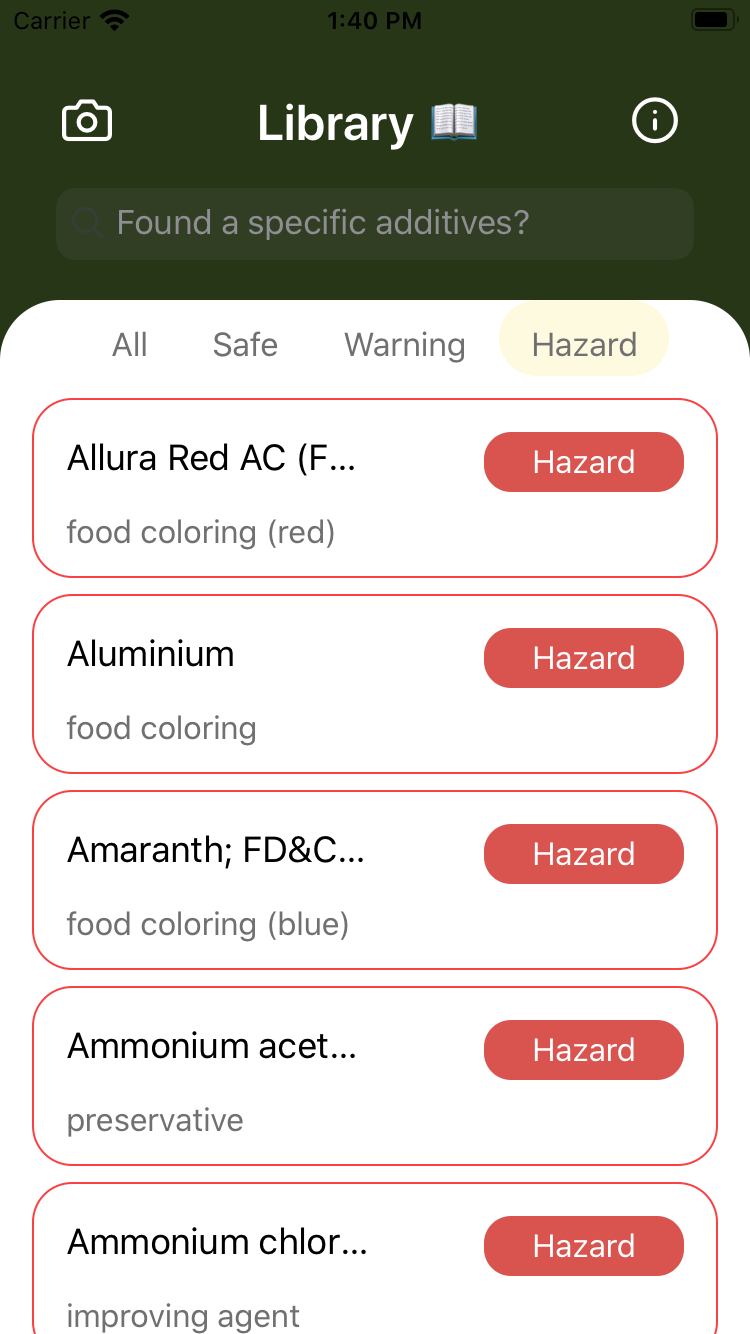 Carrier 1:40 PM
Library
Found a specific additives?
All Safe Warning Hazard
Allura Red AC (F... Hazard
food coloring (red)
Aluminium Hazard
food coloring
Amaranth; FD&C... Hazard
food coloring (blue)
Ammonium acet... Hazard
preservative
Ammonium chlor... Hazard
improving agent